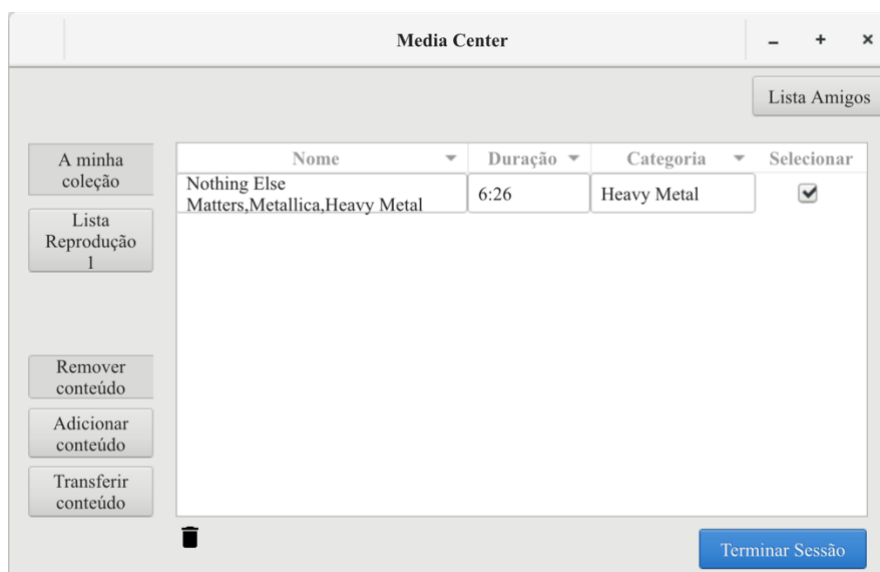 Media Center
Lista Amigos
A minha
coleção
Lista
Reprodução
1
Remover
conteúdo
Adicionar
conteúdo
Transferir
conteúdo
Nome Duração Categoria Selecionar
Nothing Else
Matters,Metallica,Heavy Metal
6:26
Heavy Metal
Terminar Sessão